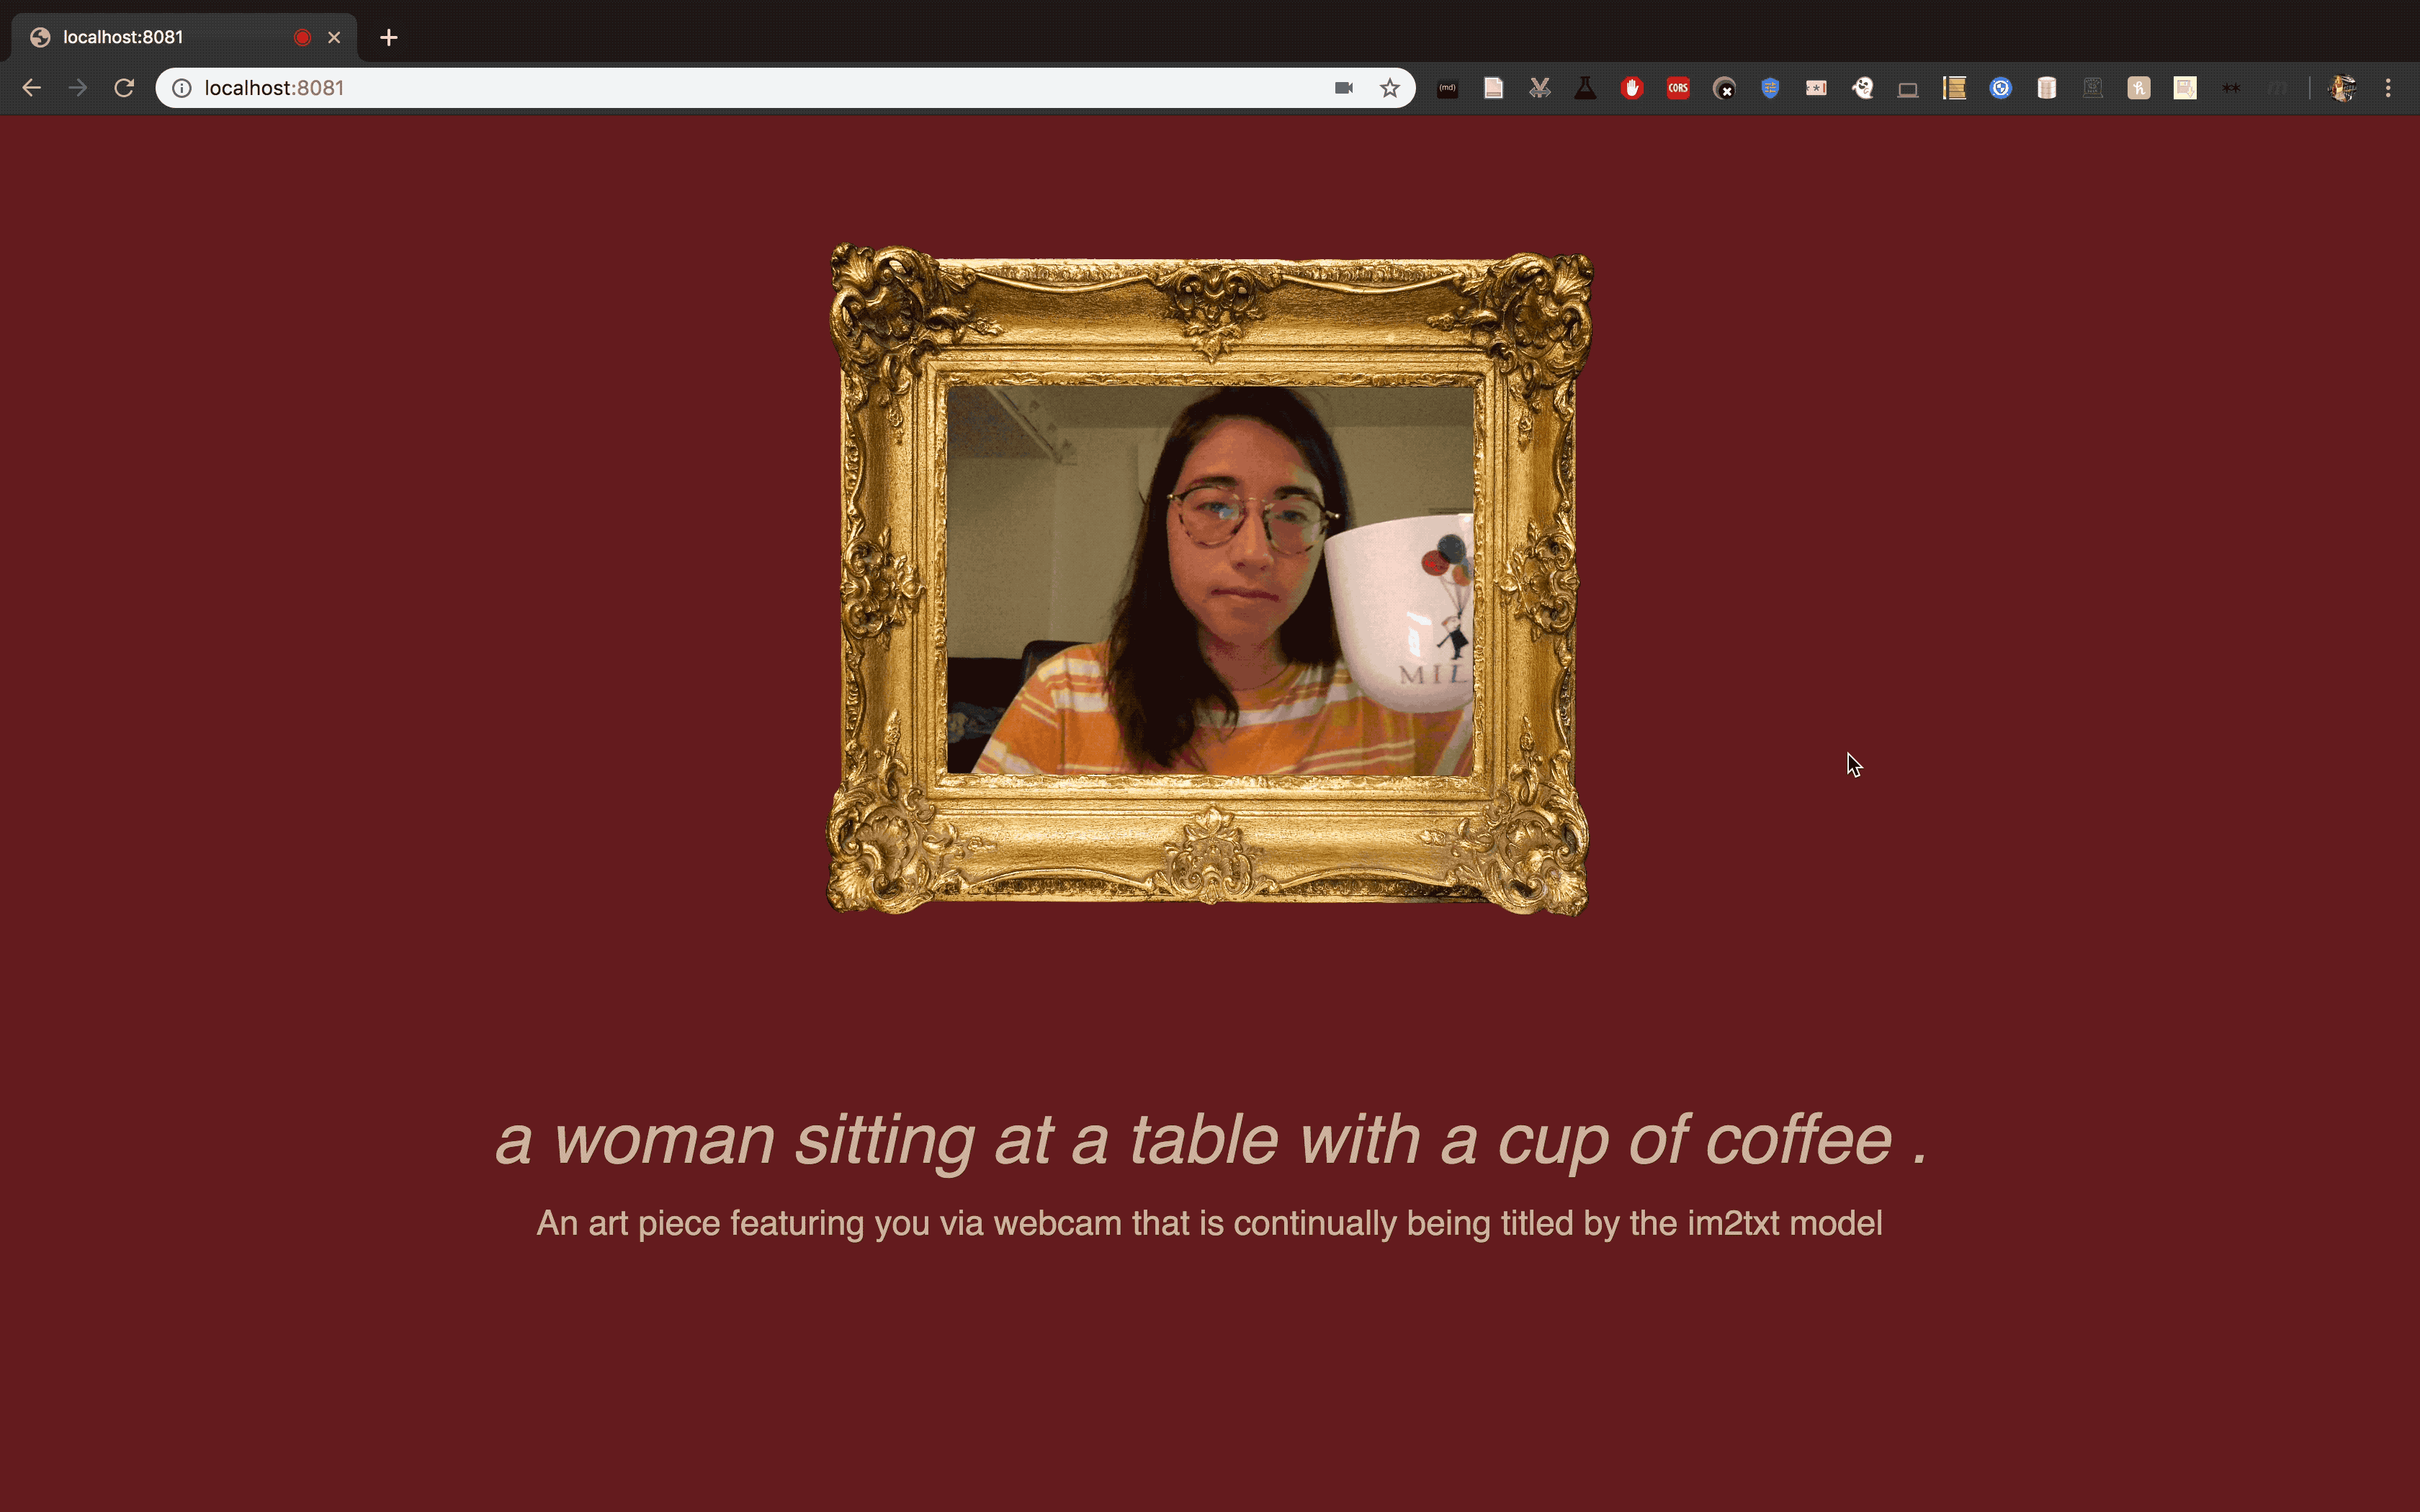 localhost:8081
localhost:8081
(md)
CORS
MIL
a woman sitting at a table with a cup of coffee .
An art piece featuring you via webcam that is continually being titled by the im2txt model